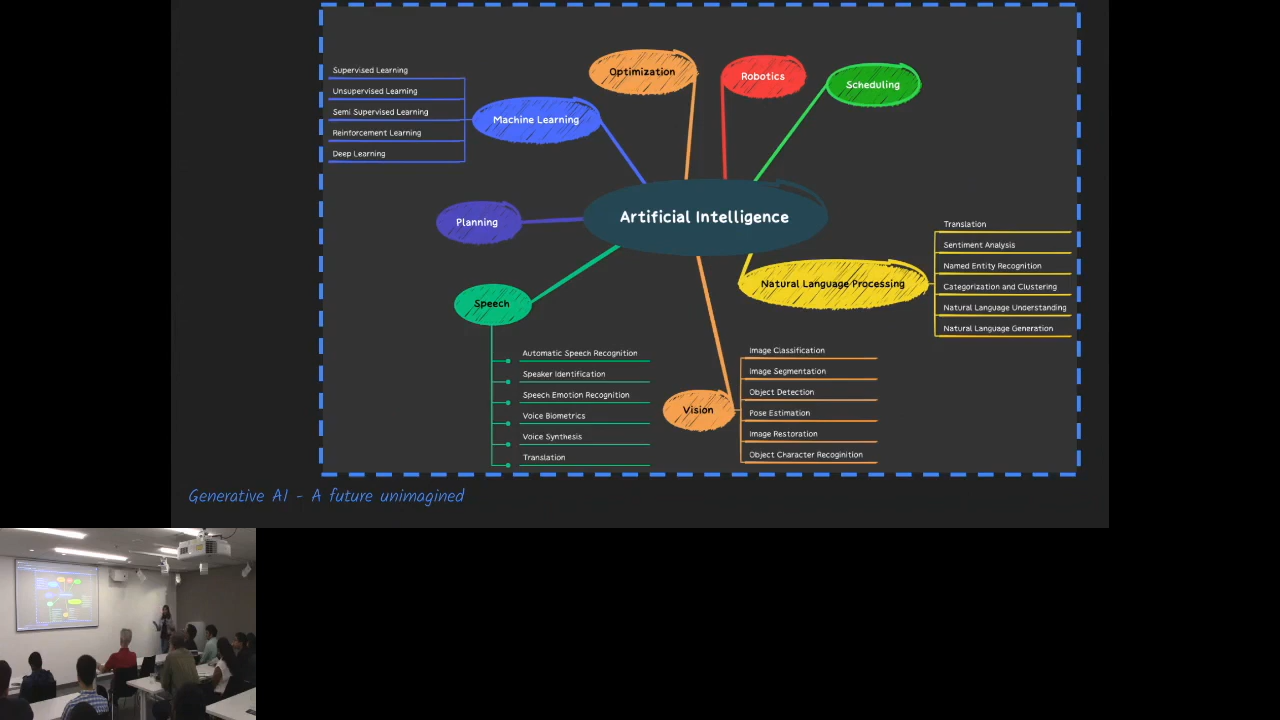 Optimization
Robotics
Scheduling
Machine Learning
Supervised Learning
Unsupervised Learning
Semi Supervised Learning
Reinforcement Learning
Deep Learning
Artificial Intelligence
Planning
Speech
Automatic Speech Recognition
Speaker Identification
Speech Emotion Recognition
Voice Biometrics
Voice Synthesis
Translation
Natural Language Processing
Translation
Sentiment Analysis
Named Entity Recognition
Categorization and Clustering
Natural Language Understanding
Natural Language Generation
Vision
Image Classification
Image Segmentation
Object Detection
Pose Estimation
Image Restoration
Object Character Recoginition
Generative AI - A future unimagined